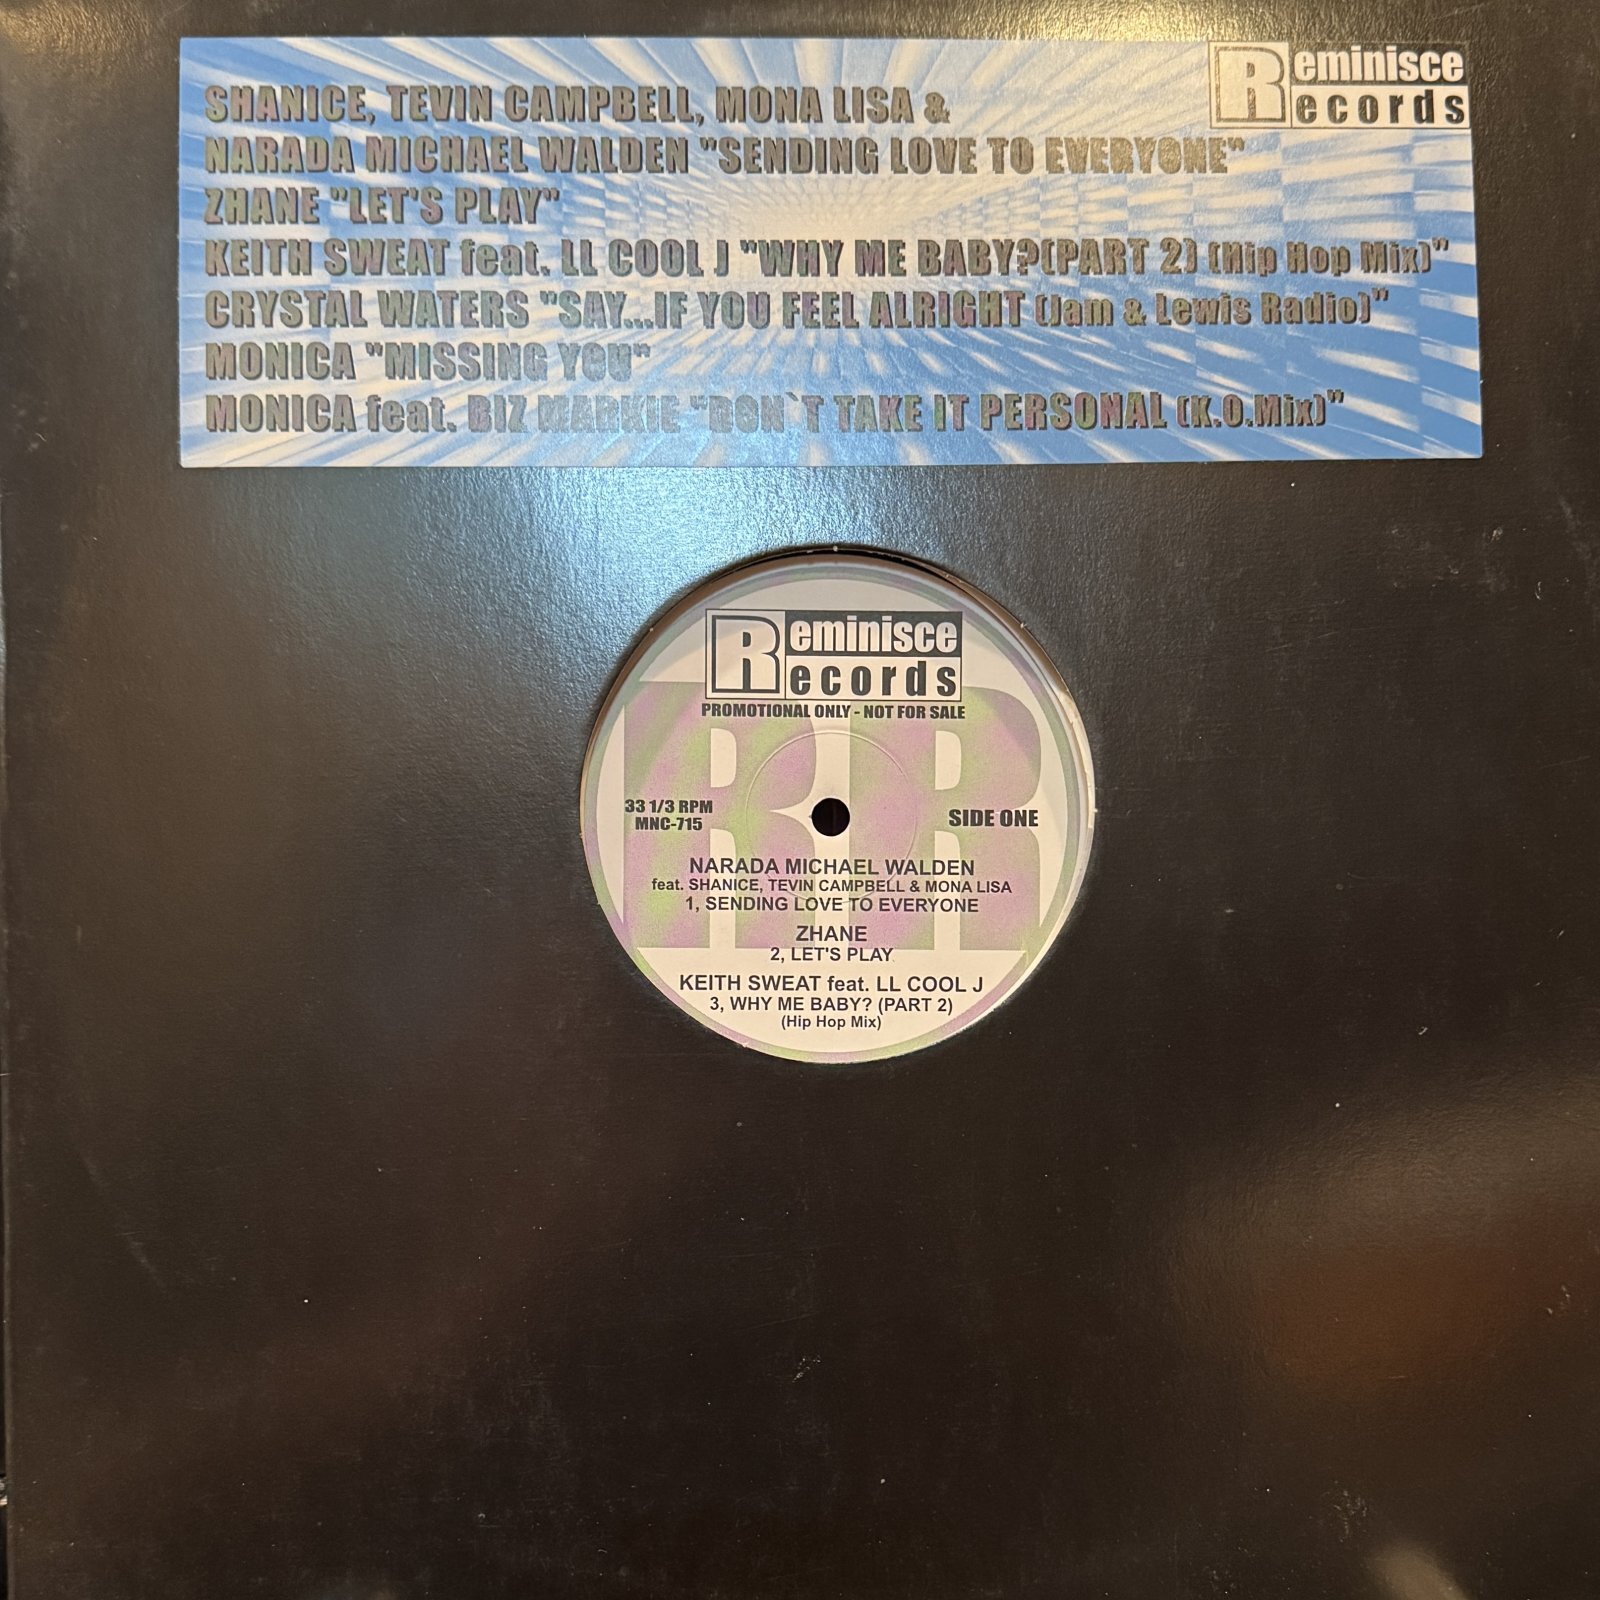 Reminisce
Records
SHANICE, TEVIN CAMPBELL, MONA LISA &
NARADA MICHAEL WALDEN "SENDING LOVE TO EVERYONE"
ZHANE "LET'S PLAY"
KEITH SWEAT feat. LL COOL J "WHY ME BABY?(PART 2) (Hip Hop Mix)"
CRYSTAL WATERS "SAY...IF YOU FEEL ALRIGHT (Jam & Lewis Radio)"
MONICA "MISSING YOU"
MONICA feat. BIZ MARKIE "DON`T TAKE IT PERSONAL (K.O.Mix)"
Reminisce
Records
PROMOTIONAL ONLY - NOT FOR SALE
RR
33 1/3 RPM
MNC-715
SIDE ONE
NARADA MICHAEL WALDEN
feat. SHANICE, TEVIN CAMPBELL & MONA LISA
1, SENDING LOVE TO EVERYONE
ZHANE
2, LET'S PLAY
KEITH SWEAT feat. LL COOL J
3, WHY ME BABY? (PART 2)
(Hip Hop Mix)